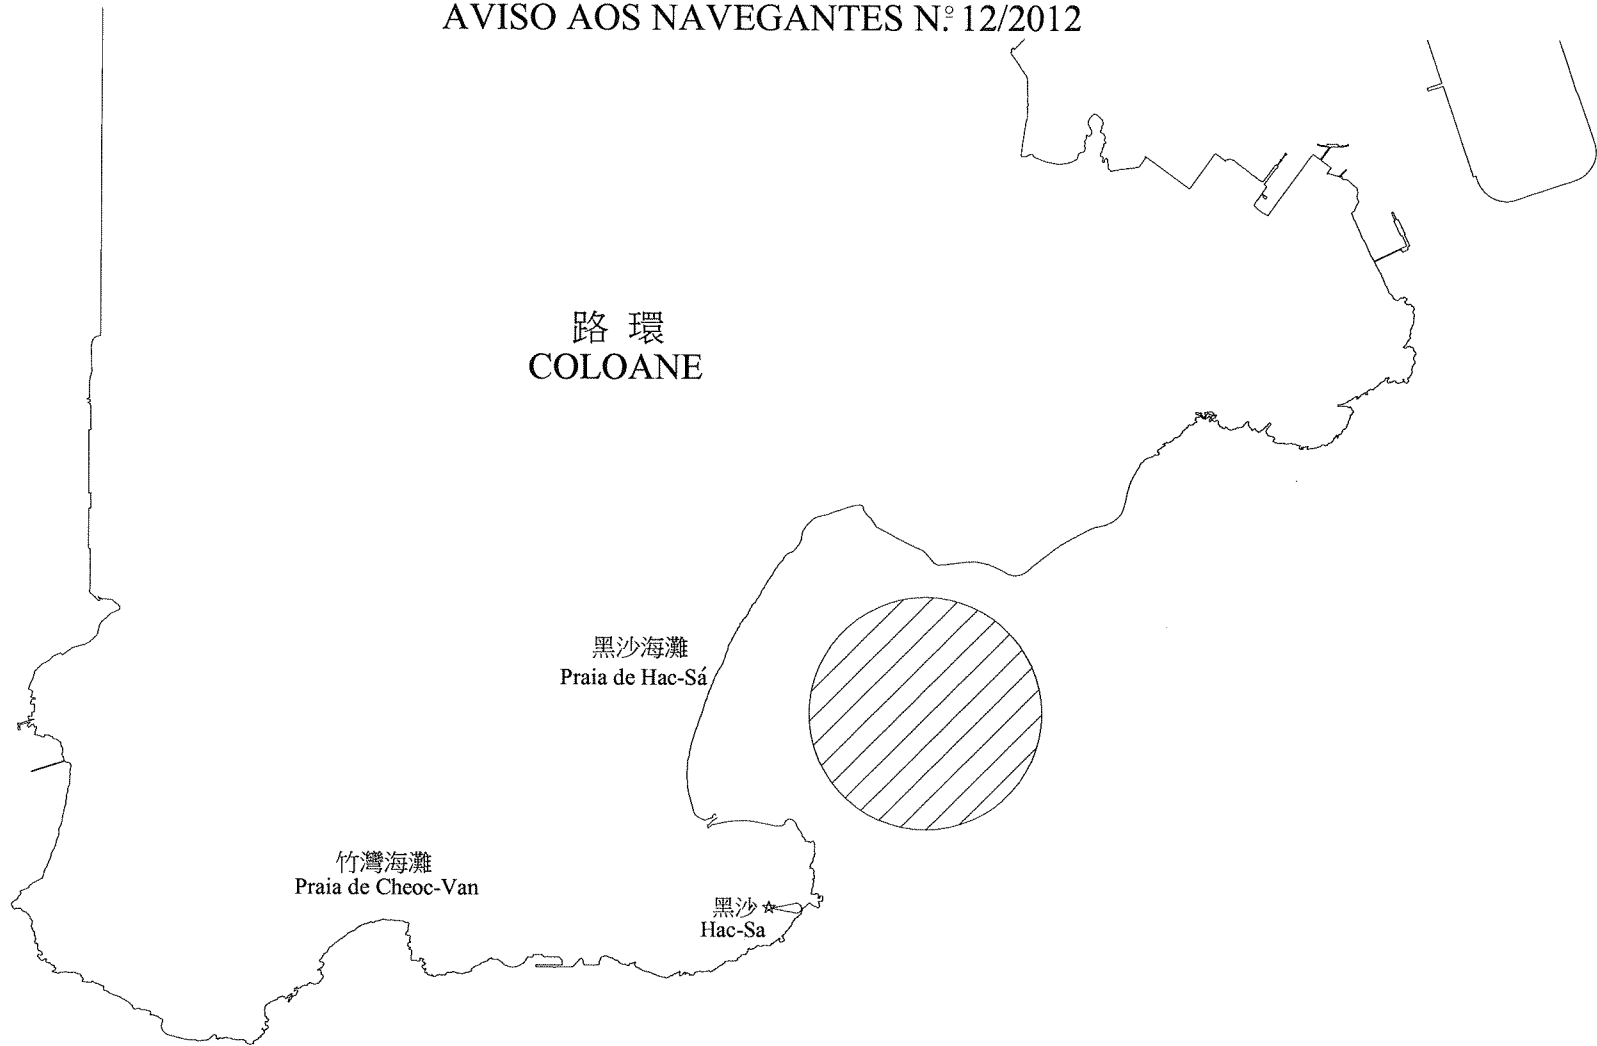 AVISO AOS NAVEGANTES N.º 12/2012
路 環
COLOANE
黑沙海灘
Praia de Hac-Sá
竹灣海灘
Praia de Cheoc-Van
黑沙
Hac-Sa